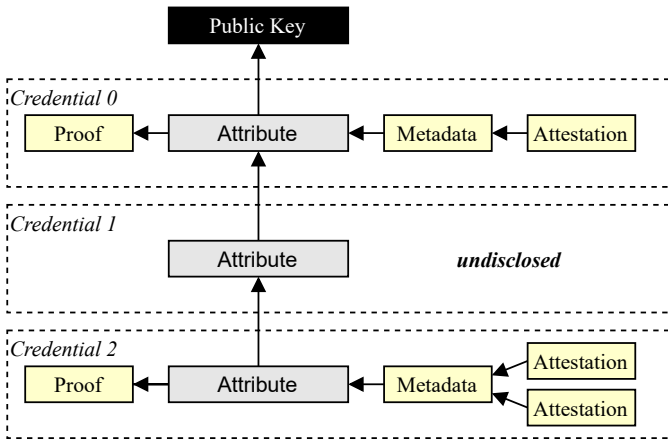 Public Key
Credential 0
Proof
Attribute
Metadata
Attestation
Credential 1
Attribute
undisclosed
Credential 2
Attestation
Proof
Attribute
Metadata
Attestation